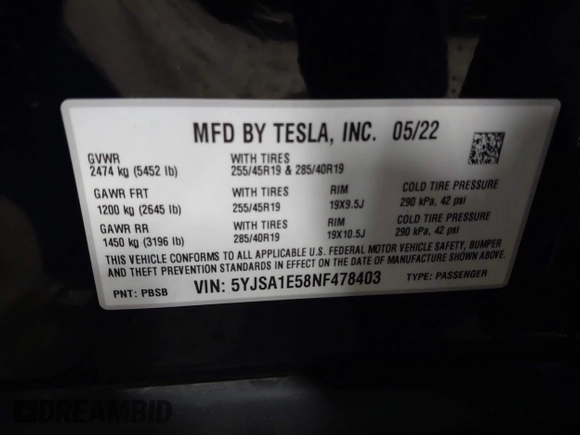 MFD BY TESLA, INC. 05/22
GVWR
2474 kg (5452 lb)
WITH TIRES
255/45R19 & 285/40R19
GAWR FRT
1200 kg (2645 lb)
WITH TIRES
255/45R19
RIM
19X9.5J
COLD TIRE PRESSURE
290 kPa, 42 psi
GAWR RR
1450 kg (3196 lb)
WITH TIRES
285/40R19
RIM
19X10.5J
COLD TIRE PRESSURE
290 kPa, 42 psi
THIS VEHICLE CONFORMS TO ALL APPLICABLE U.S. FEDERAL MOTOR VEHICLE SAFETY, BUMPER
AND THEFT PREVENTION STANDARDS IN EFFECT ON THE DATE OF MANUFACTURE SHOWN ABOVE.
PNT: PBSB
VIN: 5YJSA1E58NF478403
TYPE: PASSENGER
DREAMBID